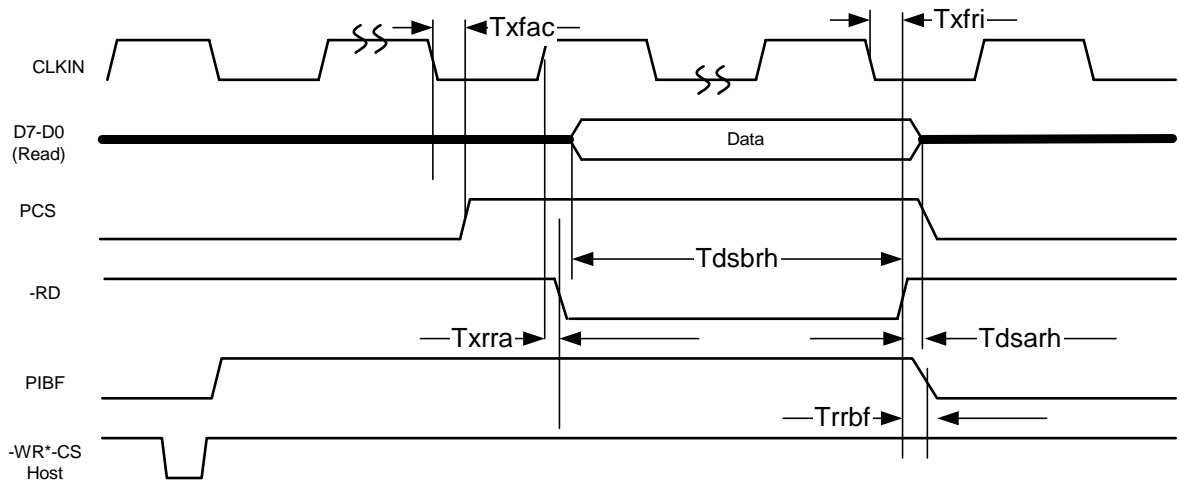 Txfac
Txfri
CLKIN
D7-D0
(Read)
Data
PCS
Tdsbrh
-RD
Txrra
Tdsarh
PIBF
Trrbf
-WR*-CS
Host